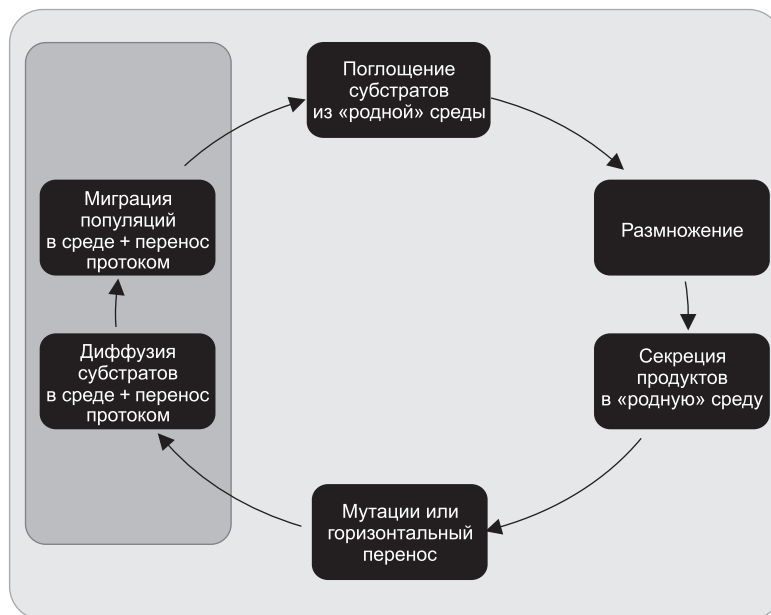 Поглощение
субстратов
из «родной» среды
Размножение
Секреция
продуктов
в «родную» среду
Мутации или
горизонтальный
перенос
Диффузия
субстратов
в среде + перенос
протоком
Миграция
популяций
в среде + перенос
протоком